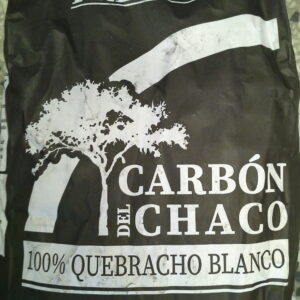 CARBÓN
DEL CHACO
100% QUEBRACHO BLANCO